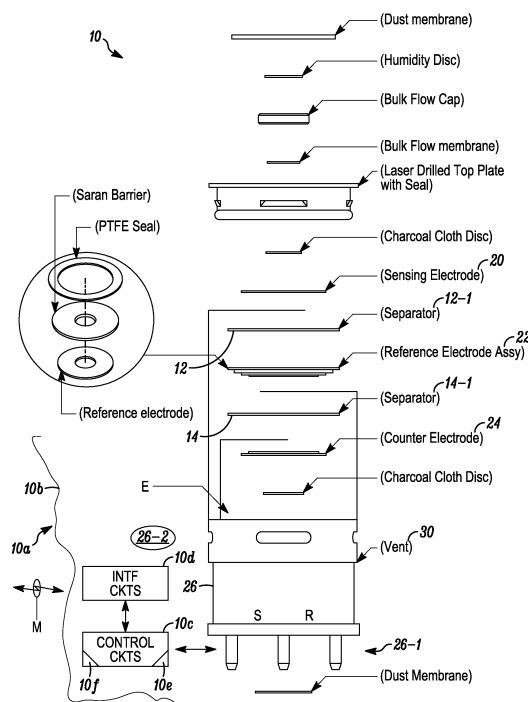 (Dust membrane)
10
(Humidity Disc)
(Bulk Flow Cap)
(Bulk Flow membrane)
(Laser Drilled Top Plate
with Seal)
(Saran Barrier)
(PTFE Seal)
(Charcoal Cloth Disc)
20
(Sensing Electrode)
12-1
(Separator)
12
22
(Reference Electrode Assy)
14-1
(Separator)
(Reference electrode)
14
24
(Counter Electrode)
10b
E
(Charcoal Cloth Disc)
10a
26-2
30
(Vent)
10d
INTF
CKTS
26
M
10c
S R
CONTROL
CKTS
26-1
10f 10e
(Dust Membrane)